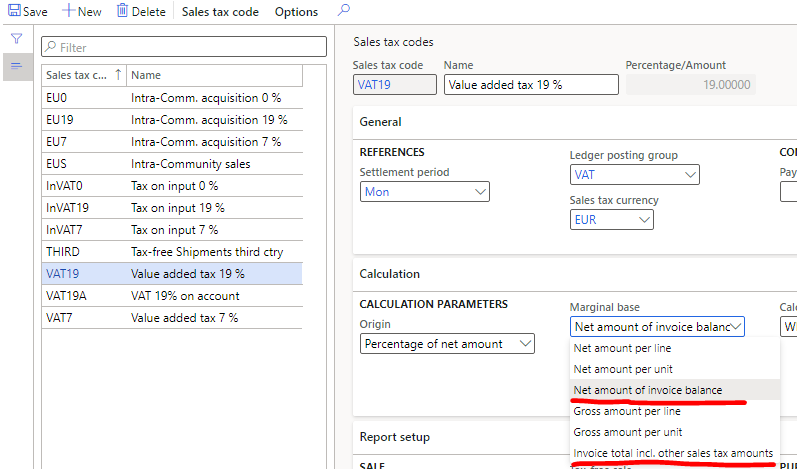 Save New Delete Sales tax code Options
Filter
Sales tax c... ↑ Name
EU0 Intra-Comm. acquisition 0 %
EU19 Intra-Comm. acquisition 19 %
EU7 Intra-Comm. acquisition 7 %
EUS Intra-Community sales
InVAT0 Tax on input 0 %
InVAT19 Tax on input 19 %
InVAT7 Tax on input 7 %
THIRD Tax-free Shipments third ctry
VAT19 Value added tax 19 %
VAT19A VAT 19% on account
VAT7 Value added tax 7 %
Sales tax codes
Sales tax code Name Percentage/Amount
VAT19 Value added tax 19 % 19.00000
General
REFERENCES
Settlement period
Mon
Ledger posting group
VAT
Sales tax currency
EUR
CO
Pay
Calculation
CALCULATION PARAMETERS
Origin
Percentage of net amount
Marginal base
Net amount of invoice balanc
Net amount per line
Net amount per unit
Net amount of invoice balance
Gross amount per line
Gross amount per unit
Invoice total incl. other sales tax amounts
Calc
W
Report setup
SALE